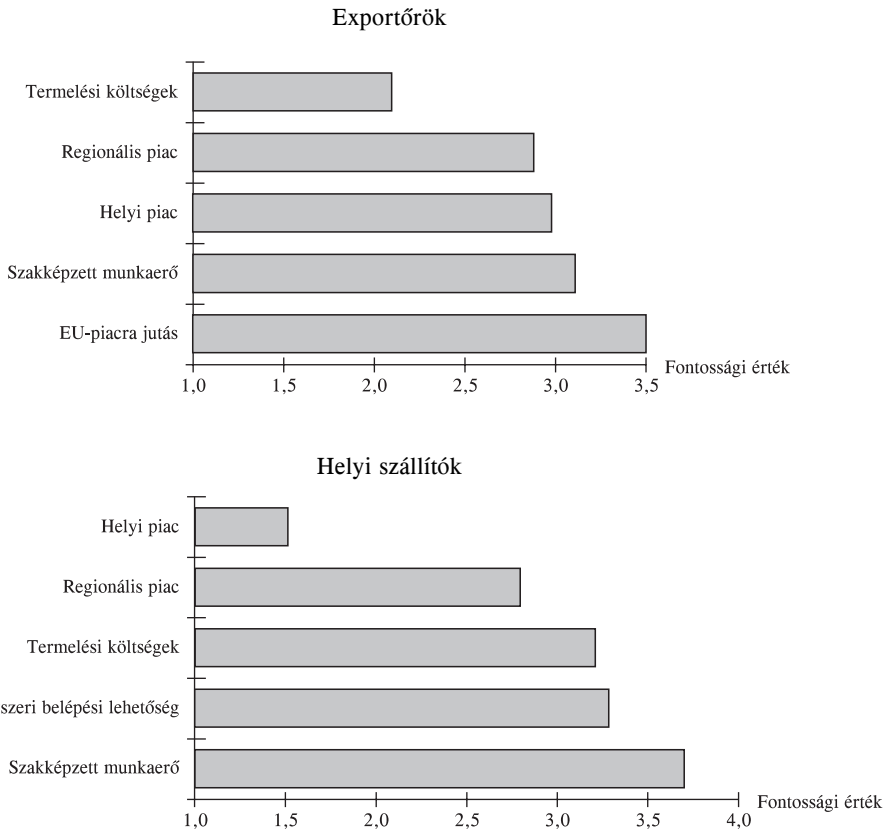 Exportőrök
Termelési költségek
Regionális piac
Helyi piac
Szakképzett munkaerő
EU-piacra jutás
Fontossági érték
1,0 1,5 2,0 2,5 3,0 3,5
Helyi szállítók
Helyi piac
Regionális piac
Termelési költségek
szeri belépési lehetőség
Szakképzett munkaerő
Fontossági érték
1,0 1,5 2,0 2,5 3,0 3,5 4,0